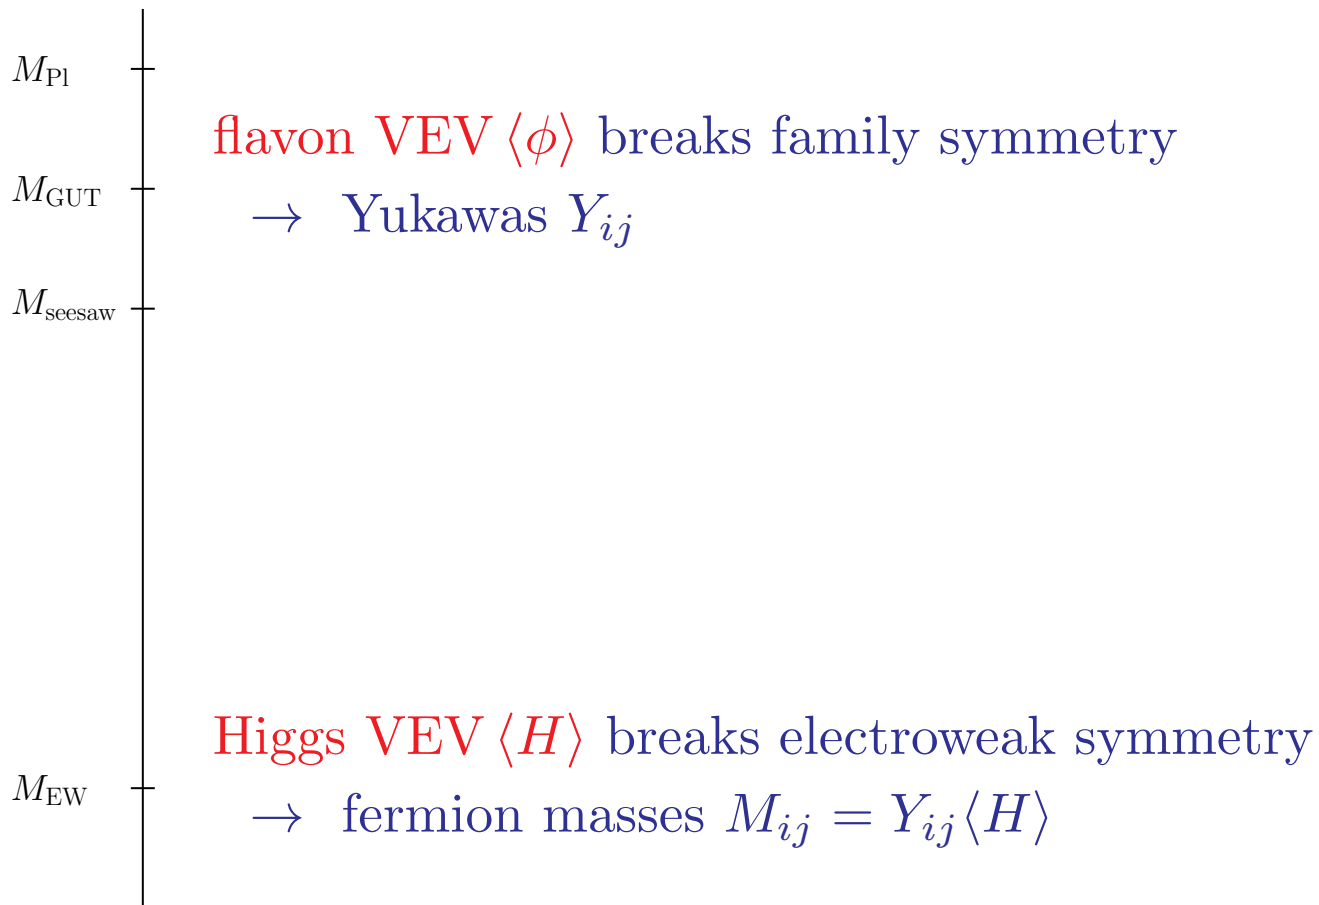 M_Pl
flavon VEV ⟨ϕ⟩ breaks family symmetry
M_GUT
→ Yukawas Y_ij
M_seesaw
Higgs VEV ⟨H⟩ breaks electroweak symmetry
M_EW
→ fermion masses M_ij = Y_ij⟨H⟩